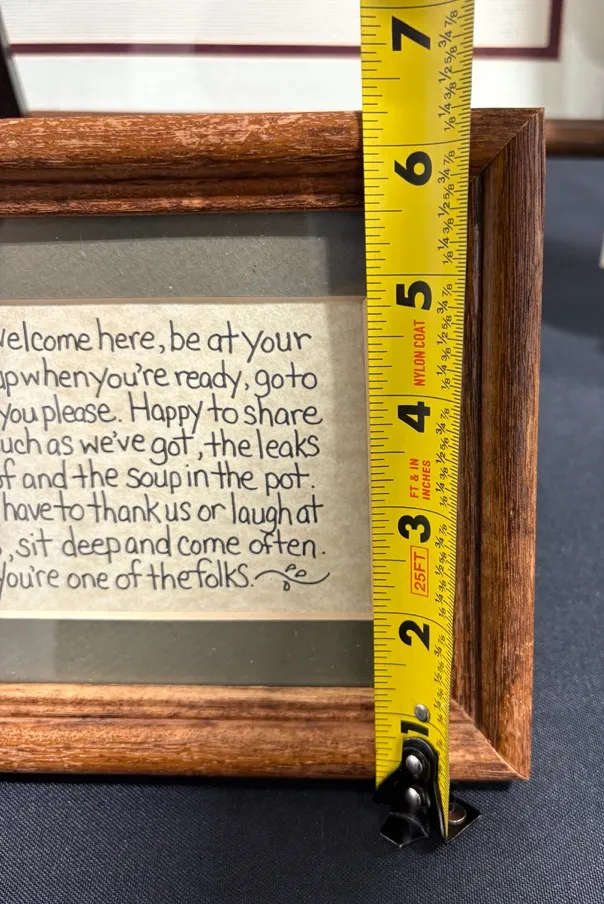 Welcome here, be at your
when you're ready, go to
you please. Happy to share
uch as we've got, the leaks
f and the soup in the pot.
have to thank us or laugh at
, sit deep and come often.
you're one of the folks.
7
6
5
NYLON COAT
4
FT & IN
INCHES
3
25FT
2
1